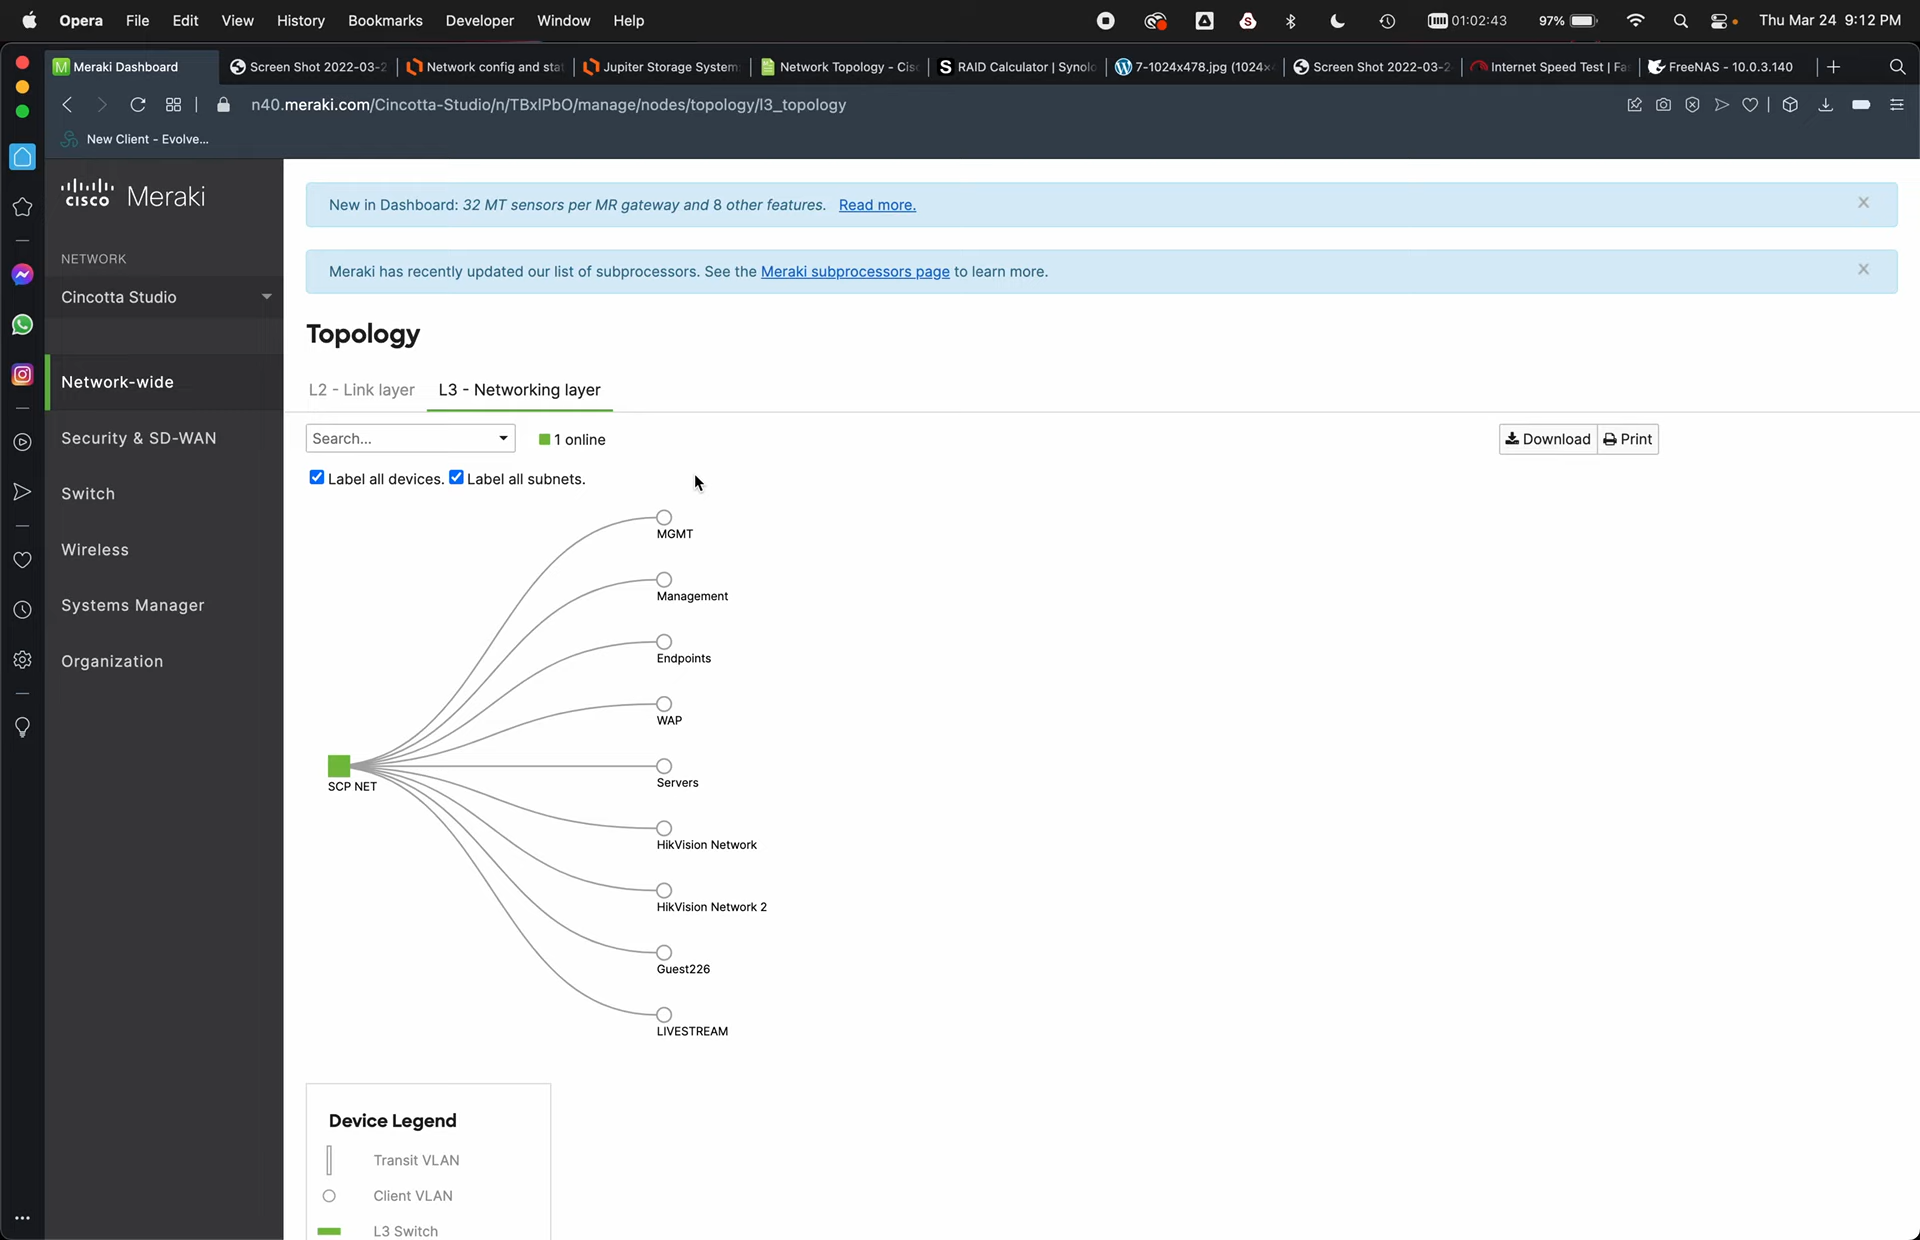 Opera File Edit View History Bookmarks Developer Window Help 01:02:43 97% Thu Mar 24 9:12 PM
Meraki Dashboard Screen Shot 2022-03-2 Network config and stat Jupiter Storage System Network Topology - Cisc RAID Calculator | Synolo 7-1024x478.jpg (1024× Screen Shot 2022-03-2 Internet Speed Test | Fas FreeNAS - 10.0.3.140
n40.meraki.com/Cincotta-Studio/n/TBxlPbO/manage/nodes/topology/l3_topology
New Client - Evolve...
cisco Meraki
New in Dashboard: 32 MT sensors per MR gateway and 8 other features. Read more.
NETWORK
Meraki has recently updated our list of subprocessors. See the Meraki subprocessors page to learn more.
Cincotta Studio
Topology
Network-wide
L2 - Link layer L3 - Networking layer
Security & SD-WAN
Search... 1 online Download Print
Label all devices. Label all subnets.
Switch
Wireless
Systems Manager
Organization
MGMT
Management
Endpoints
WAP
SCP NET
Servers
HikVision Network
HikVision Network 2
Guest226
LIVESTREAM
Device Legend
Transit VLAN
Client VLAN
L3 Switch